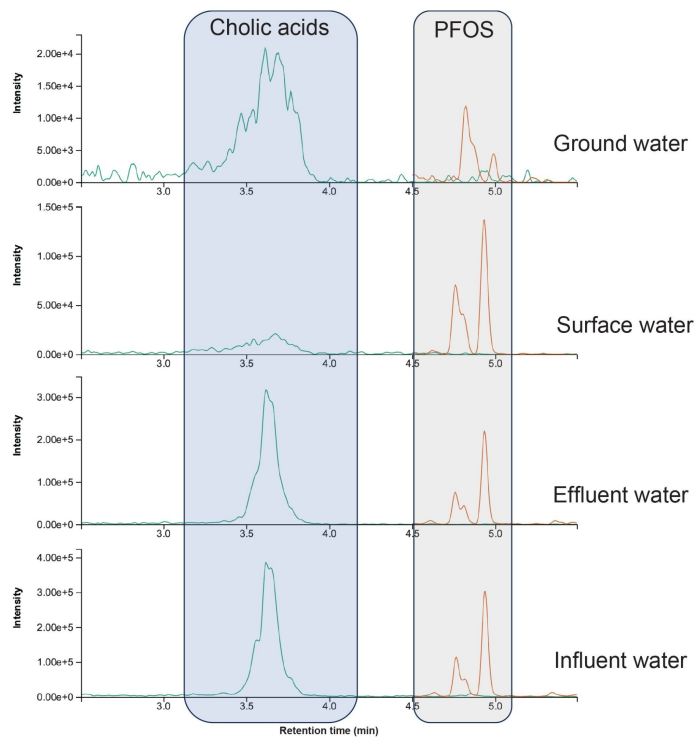 Cholic acids PFOS
Intensity
2.00e+4
1.50e+4
1.00e+4
5.00e+3
0.00e+0
3.0 3.5 4.0 4.5 5.0
Ground water
Intensity
1.50e+5
1.00e+5
5.00e+4
0.00e+0
3.0 3.5 4.0 4.5 5.0
Surface water
Intensity
3.00e+5
2.00e+5
1.00e+5
0.00e+0
3.0 3.5 4.0 4.5 5.0
Effluent water
Intensity
4.00e+5
3.00e+5
2.00e+5
1.00e+5
0.00e+0
3.0 3.5 4.0 4.5 5.0
Influent water
Retention time (min)